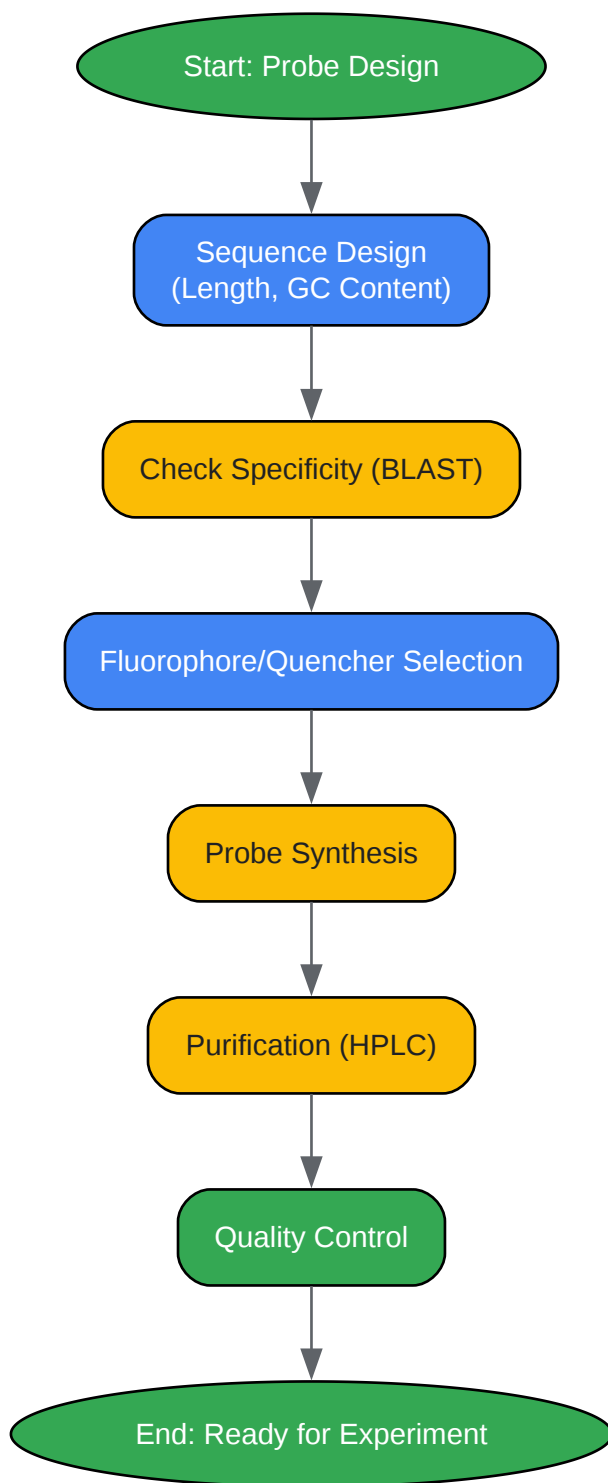 Start: Probe Design
Sequence Design
(Length, GC Content)
Check Specificity (BLAST)
Fluorophore/Quencher Selection
Probe Synthesis
Purification (HPLC)
Quality Control
End: Ready for Experiment